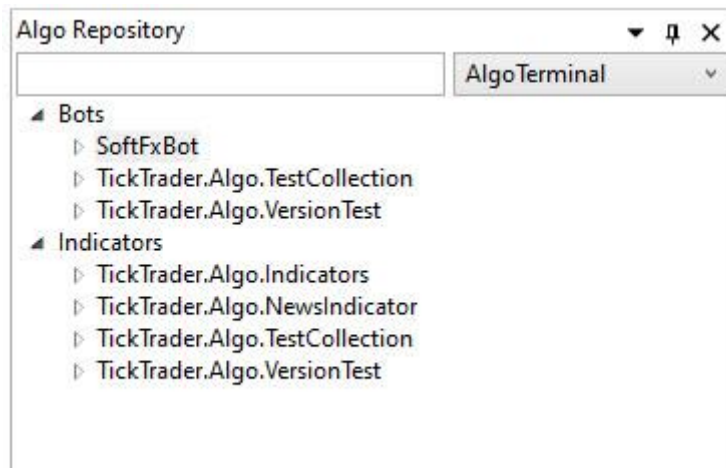 Algo Repository
AlgoTerminal
Bots
SoftFxBot
TickTrader.Algo.TestCollection
TickTrader.Algo.VersionTest
Indicators
TickTrader.Algo.Indicators
TickTrader.Algo.NewsIndicator
TickTrader.Algo.TestCollection
TickTrader.Algo.VersionTest